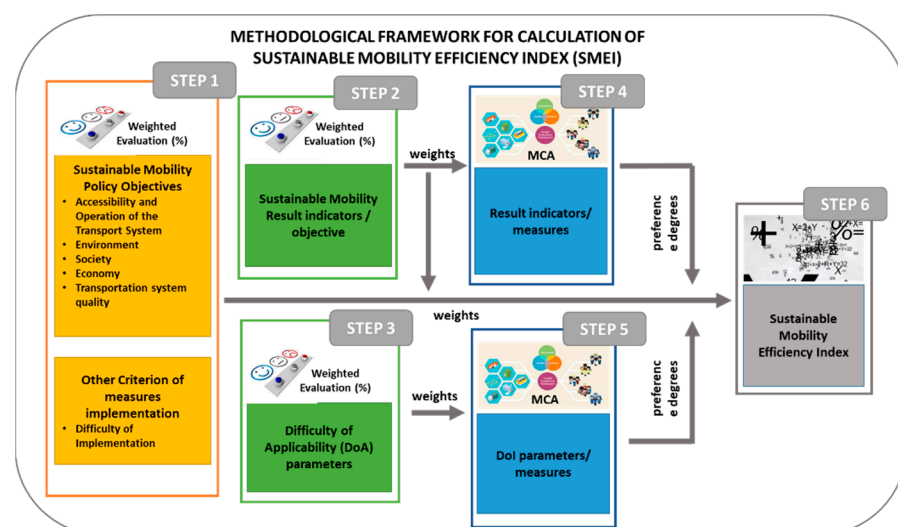 METHODOLOGICAL FRAMEWORK FOR CALCULATION OF
SUSTAINABLE MOBILITY EFFICIENCY INDEX (SMEI)
STEP 1
Weighted
Evaluation (%)
Sustainable Mobility
Policy Objectives
• Accessibility and
Operation of the
Transport System
• Environment
• Society
• Economy
• Transportation system
quality
Other Criterion of
measures
implementation
• Difficulty of
Implementation
STEP 2
Weighted
Evaluation (%)
Sustainable Mobility
Result indicators /
objective
weights
STEP 3
Weighted
Evaluation (%)
Difficulty of
Applicability (DoA)
parameters
weights
weights
STEP 4
MCA
Result indicators/
measures
preferenc
e degrees
STEP 5
MCA
DoI parameters/
measures
preferenc
e degrees
STEP 6
Sustainable
Mobility
Efficiency Index